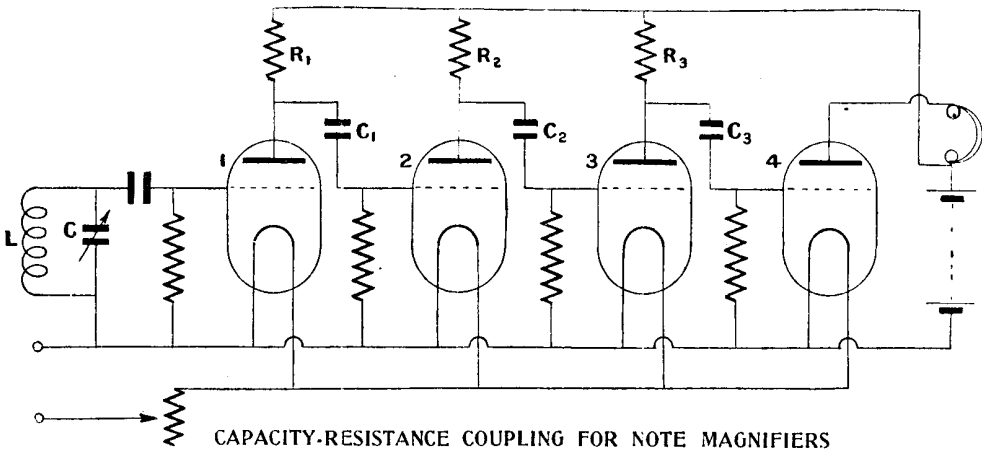 R₁ R₂ R₃
C₁ C₂ C₃
1 2 3 4
L C
CAPACITY-RESISTANCE COUPLING FOR NOTE MAGNIFIERS